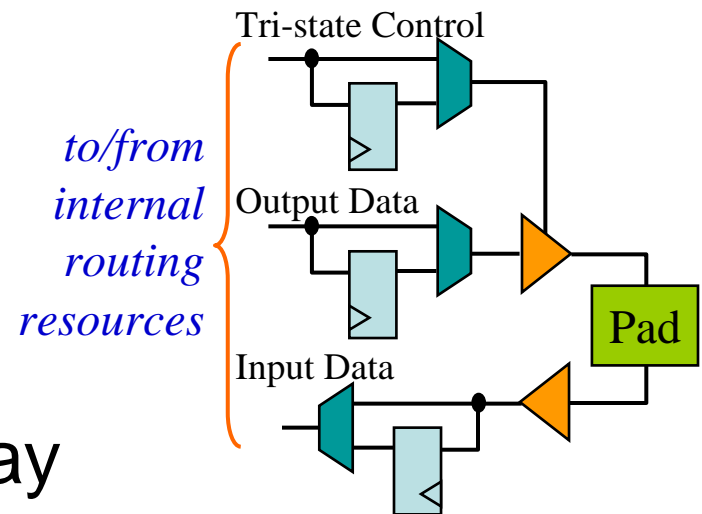 Tri-state Control
to/from
internal
routing
resources
Output Data
Pad
Input Data
ay